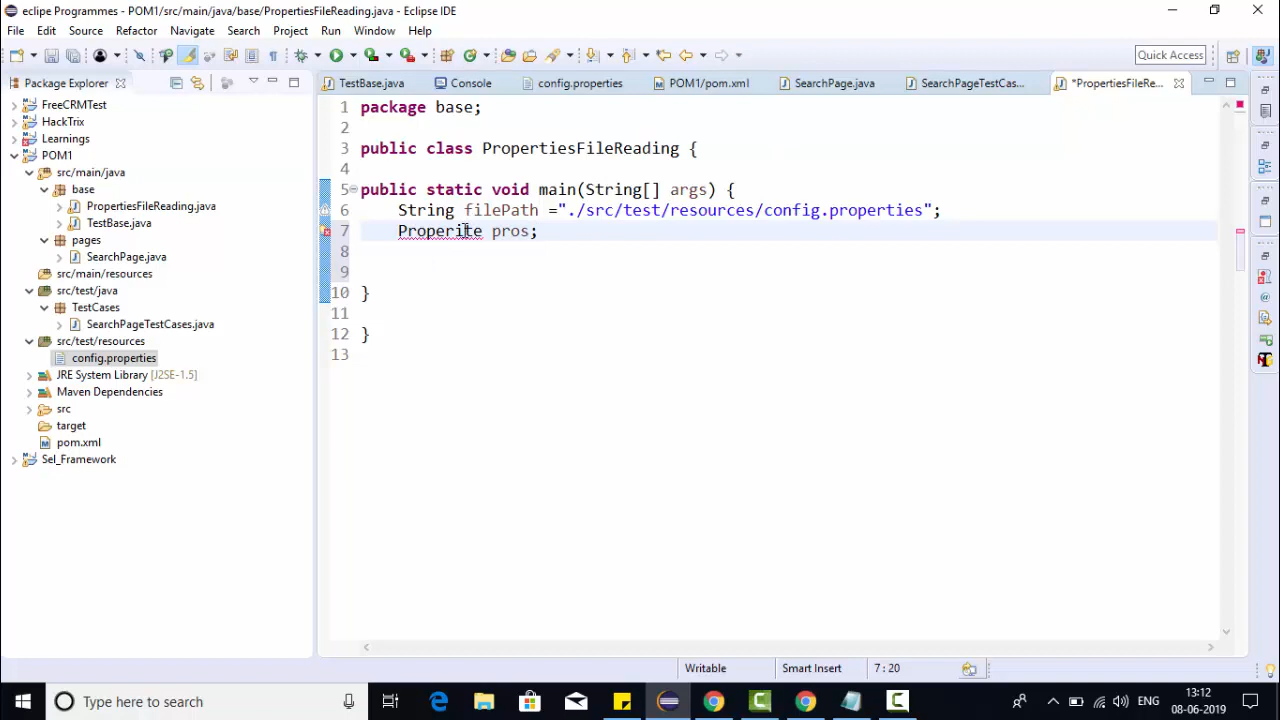 eclipe Programmes - POM1/src/main/java/base/PropertiesFileReading.java - Eclipse IDE
File Edit Source Refactor Navigate Search Project Run Window Help
Quick Access
Package Explorer
TestBase.java Console config.properties POM1/pom.xml SearchPage.java SearchPageTestCas... *PropertiesFileRe...
FreeCRMTest
HackTrix
Learnings
POM1
src/main/java
base
PropertiesFileReading.java
TestBase.java
pages
SearchPage.java
src/main/resources
src/test/java
TestCases
SearchPageTestCases.java
src/test/resources
config.properties
JRE System Library [J2SE-1.5]
Maven Dependencies
src
target
pom.xml
Sel_Framework
1 package base;
2
3 public class PropertiesFileReading {
4
5 public static void main(String[] args) {
6 String filePath ="./src/test/resources/config.properties";
7 Properite pros;
8
9
10 }
11
12 }
13
Writable Smart Insert 7 : 20
Type here to search
ENG 13:12
08-06-2019